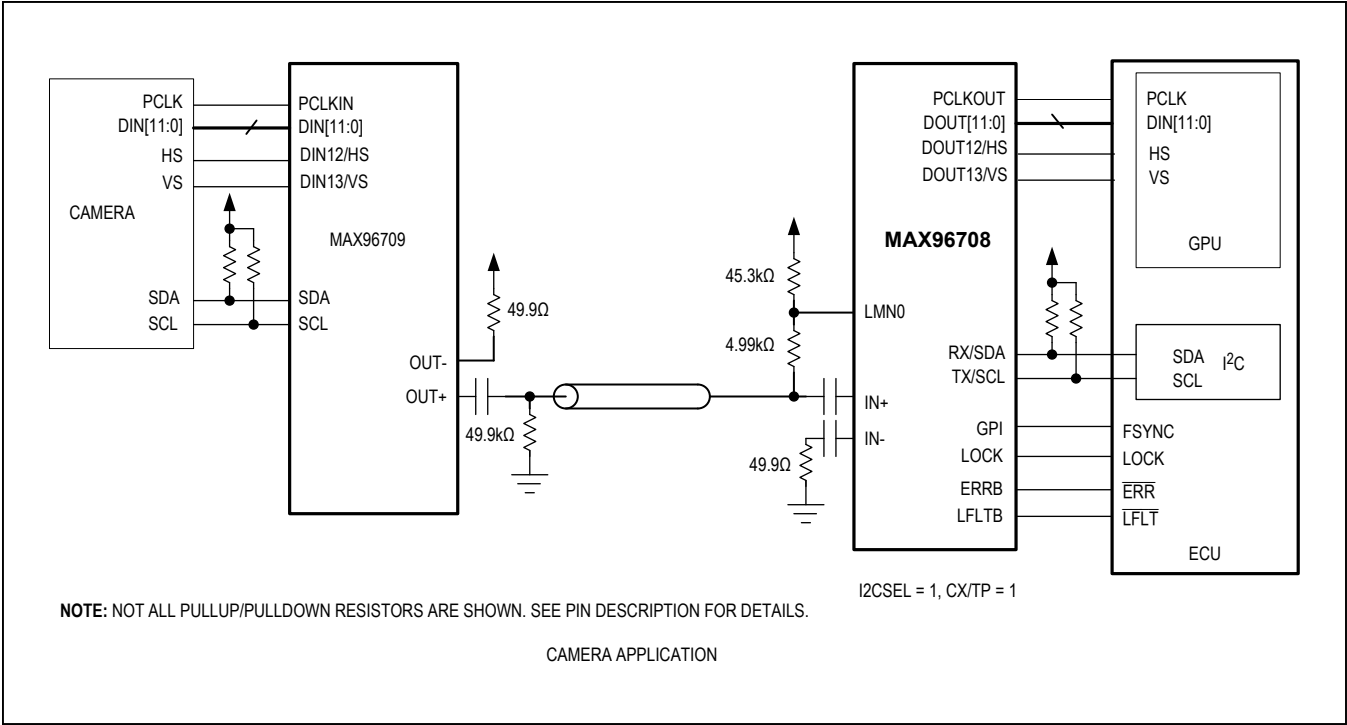 CAMERA
PCLK
DIN[11:0]
HS
VS
SDA
SCL
PCLKIN
DIN[11:0]
DIN12/HS
DIN13/VS
MAX96709
SDA
SCL
OUT-
OUT+
49.9Ω
49.9kΩ
45.3kΩ
4.99kΩ
49.9Ω
PCLKOUT
DOUT[11:0]
DOUT12/HS
DOUT13/VS
MAX96708
LMN0
RX/SDA
TX/SCL
IN+
IN-
GPI
LOCK
ERRB
LFLTB
PCLK
DIN[11:0]
HS
VS
GPU
SDA I²C
SCL
FSYNC
LOCK
ERR
LFLT
ECU
I2CSEL = 1, CX/TP = 1
NOTE: NOT ALL PULLUP/PULLDOWN RESISTORS ARE SHOWN. SEE PIN DESCRIPTION FOR DETAILS.
CAMERA APPLICATION